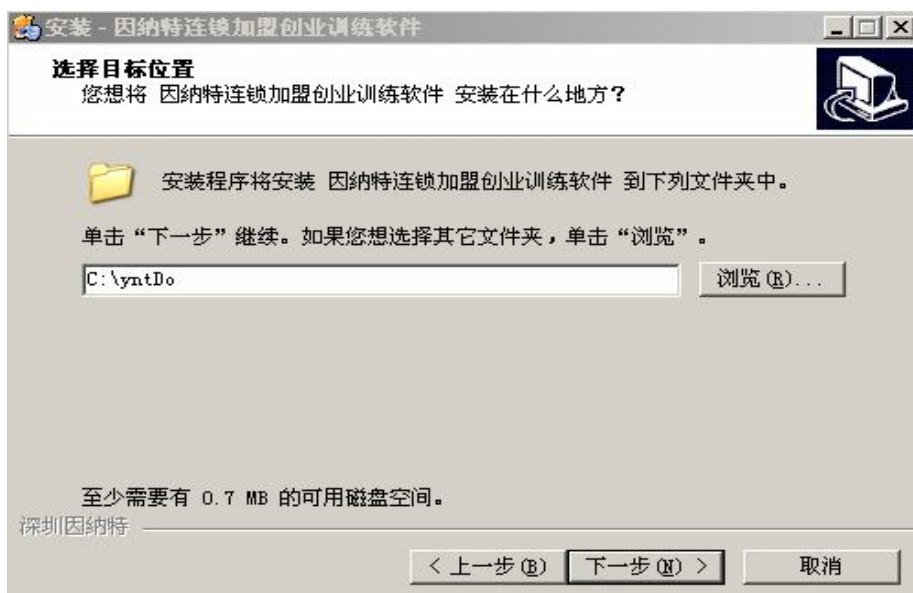 安装 - 因纳特连锁加盟创业训练软件
选择目标位置
您想将 因纳特连锁加盟创业训练软件 安装在什么地方?
安装程序将安装 因纳特连锁加盟创业训练软件 到下列文件夹中。
单击“下一步”继续。如果您想选择其它文件夹,单击“浏览”。
C:\yntDo
浏览(R)...
至少需要有 0.7 MB 的可用磁盘空间。
深圳因纳特
< 上一步(B) 下一步(N) > 取消